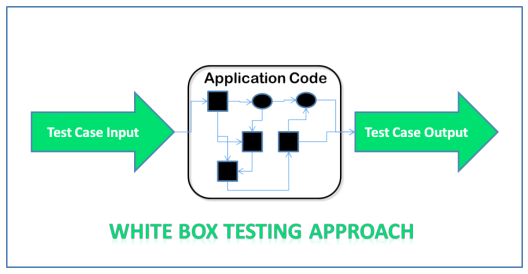 Application Code
Test Case Input
Test Case Output
WHITE BOX TESTING APPROACH